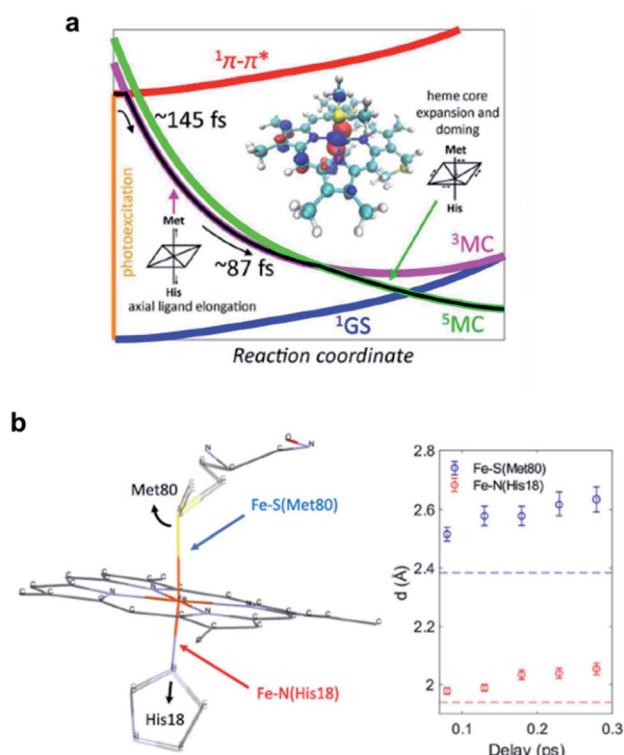 a
¹π-π*
~145 fs
heme core
expansion and
doming
Met
His
photoexcitation
Met
His
axial ligand elongation
~87 fs
³MC
¹GS
⁵MC
Reaction coordinate
b
Met80
Fe-S(Met80)
Fe-N(His18)
His18
2.8
2.6
2.4
2.2
2
d (Å)
Fe-S(Met80)
Fe-N(His18)
0.1
0.2
0.3
Delay (ps)